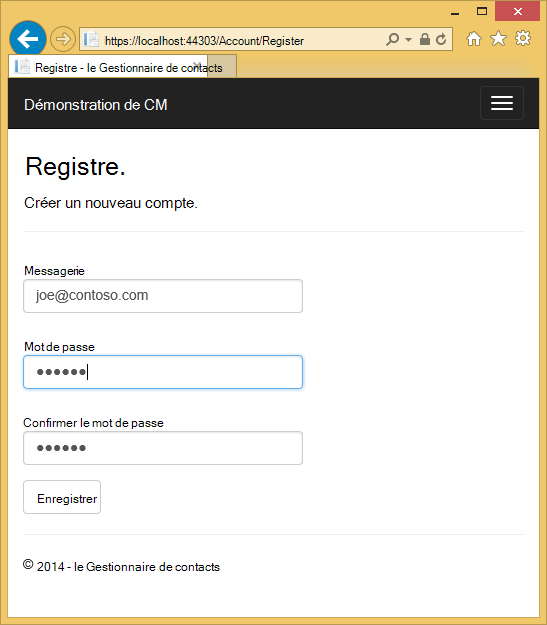 https://localhost:44303/Account/Register
Registre - le Gestionnaire de contacts
Démonstration de CM
Registre.
Créer un nouveau compte.
Messagerie
joe@contoso.com
Mot de passe
●●●●●●
Confirmer le mot de passe
●●●●●●
Enregistrer
© 2014 - le Gestionnaire de contacts